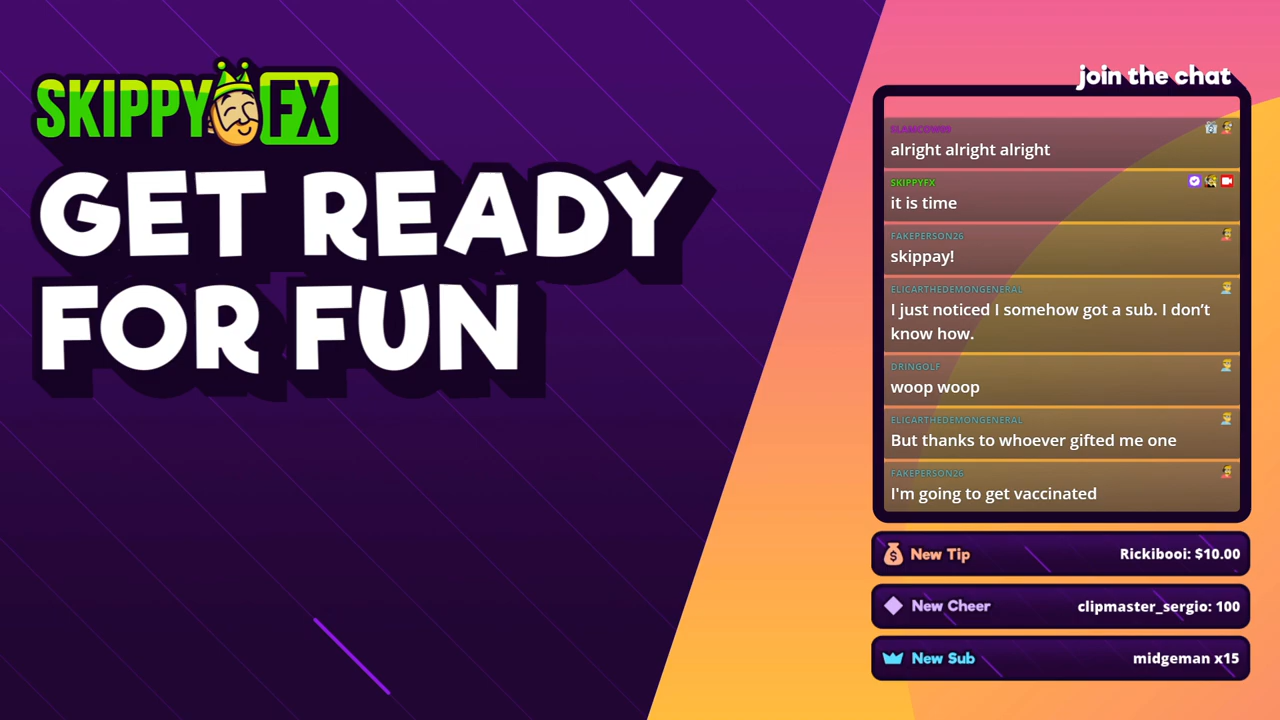 SKIPPY FX
GET READY
FOR FUN
join the chat
alright alright alright
SKIPPYFX
it is time
FAKEPERSON26
skippay!
ELICARTHEDEMONGENERAL
I just noticed I somehow got a sub. I don’t
know how.
DRINGOLF
woop woop
ELICARTHEDEMONGENERAL
But thanks to whoever gifted me one
FAKEPERSON26
I'm going to get vaccinated
New Tip Rickibooi: $10.00
New Cheer clipmaster_sergio: 100
New Sub midgeman x15